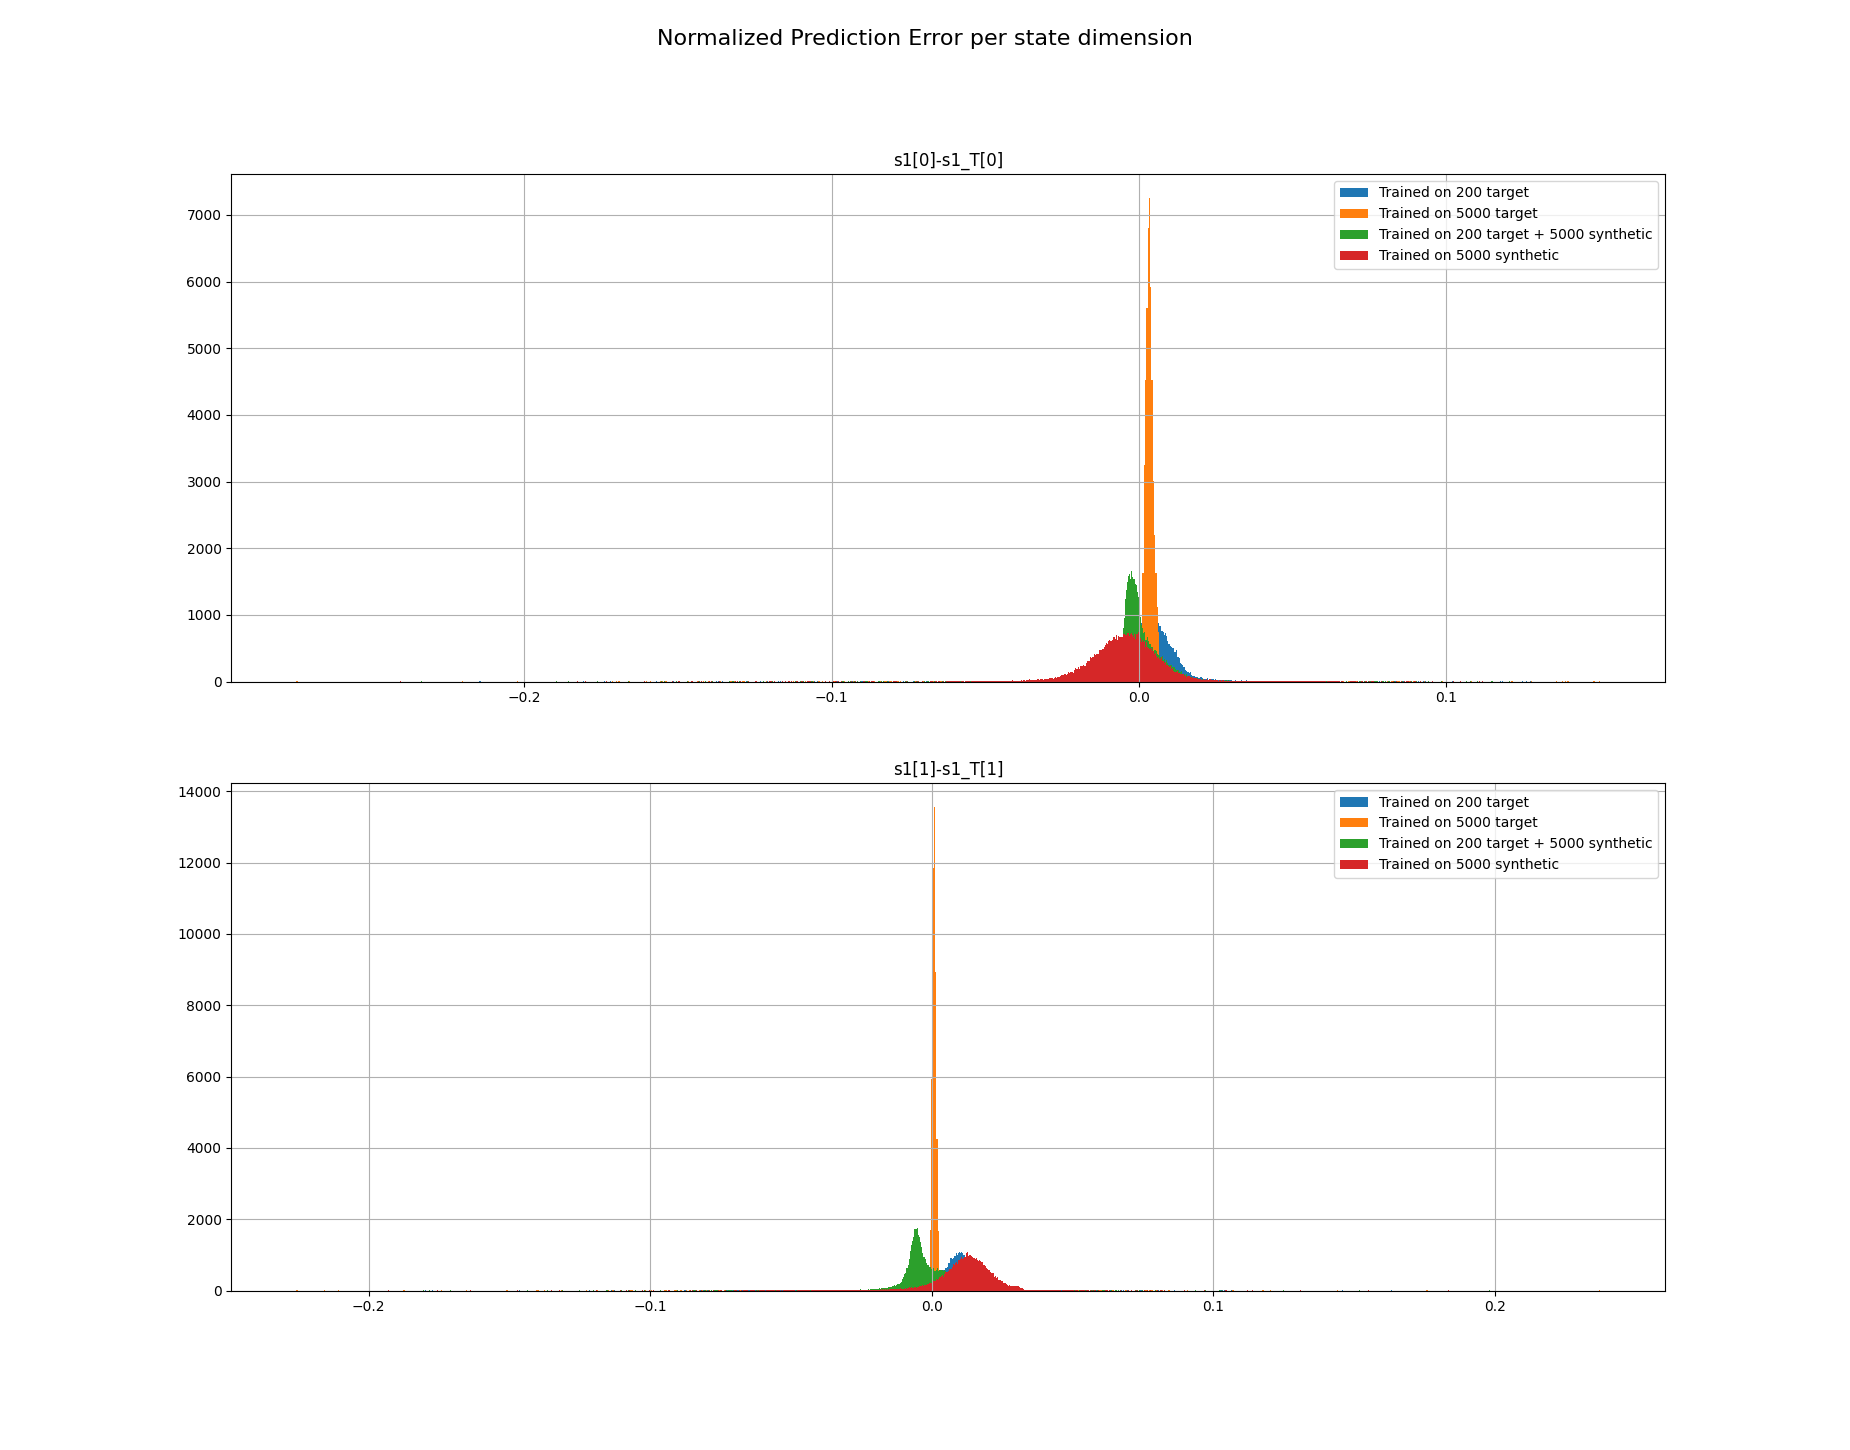 Normalized Prediction Error per state dimension
s1[0]-s1_T[0]
Trained on 200 target
Trained on 5000 target
Trained on 200 target + 5000 synthetic
Trained on 5000 synthetic
7000
6000
5000
4000
3000
2000
1000
0
−0.2 −0.1 0.0 0.1
s1[1]-s1_T[1]
Trained on 200 target
Trained on 5000 target
Trained on 200 target + 5000 synthetic
Trained on 5000 synthetic
14000
12000
10000
8000
6000
4000
2000
0
−0.2 −0.1 0.0 0.1 0.2